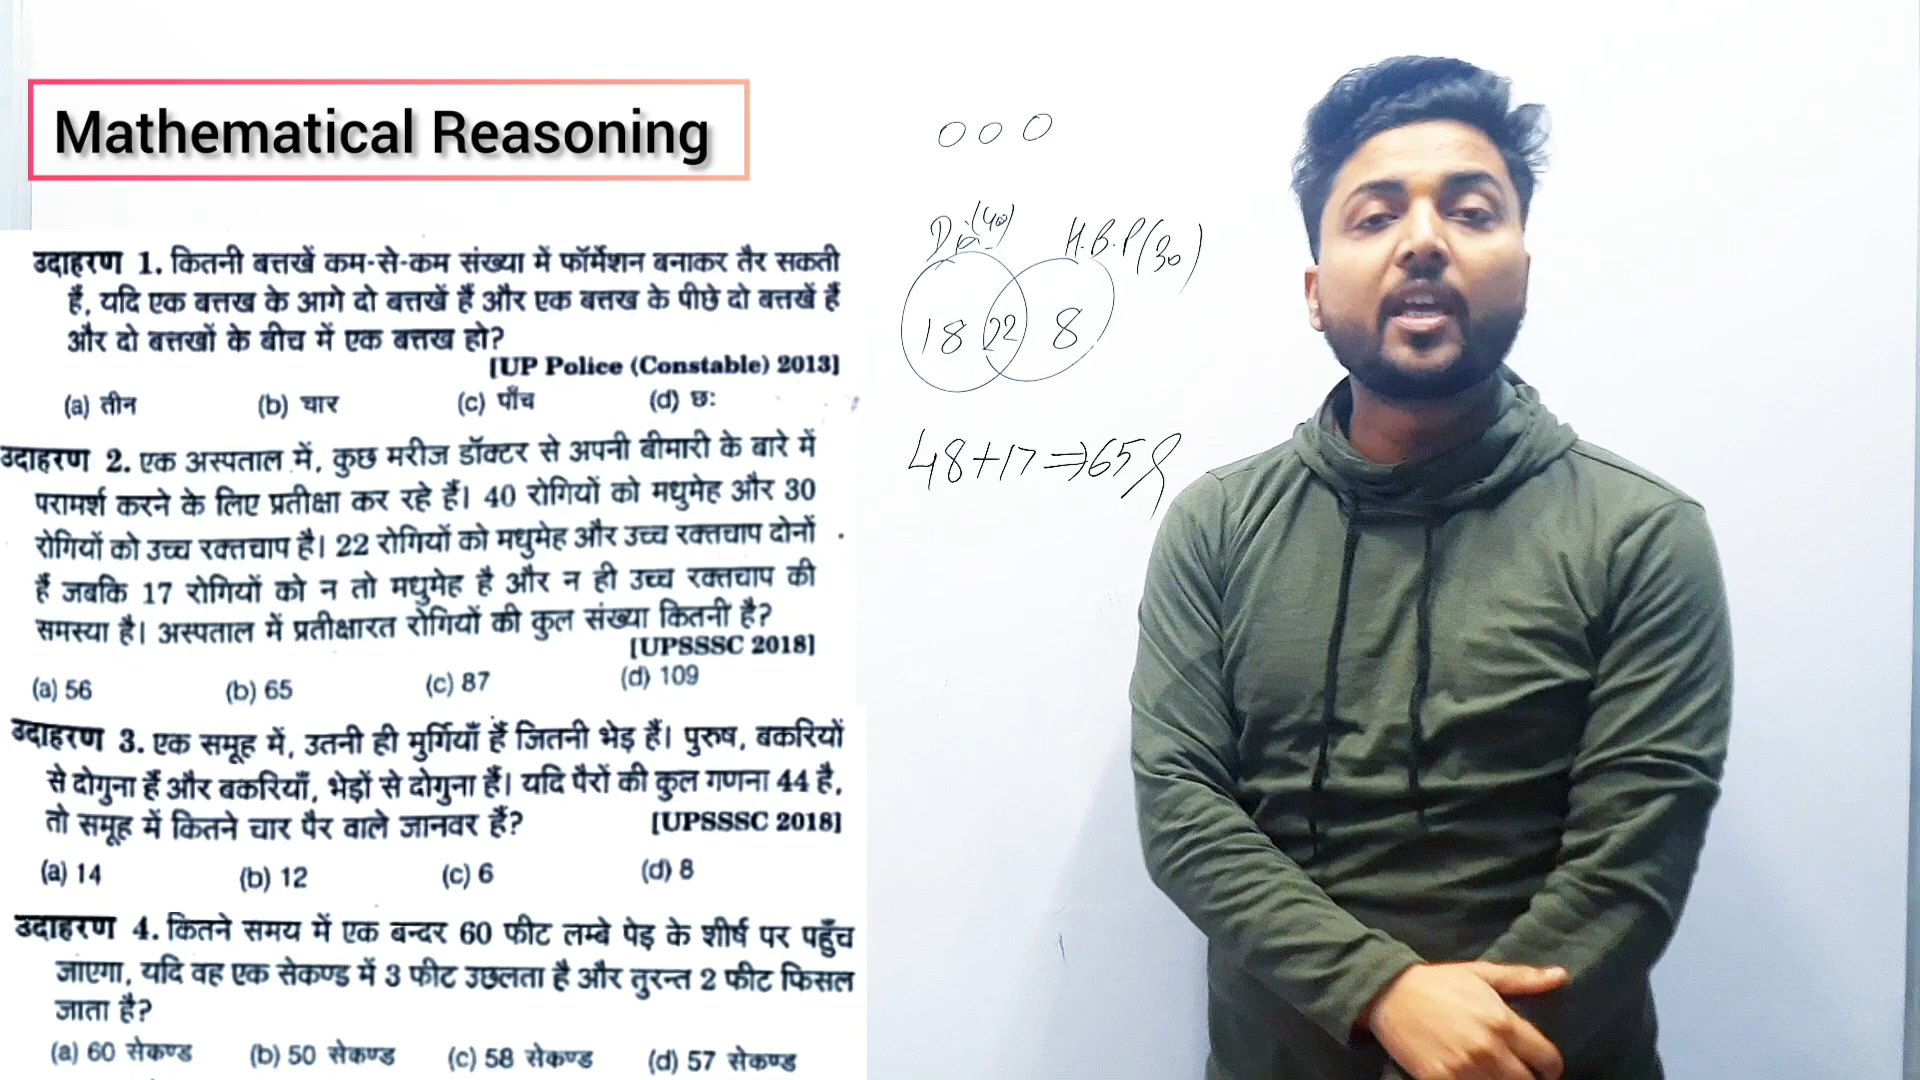 Mathematical Reasoning
उदाहरण 1. कितनी बत्तखें कम-से-कम संख्या में फॉर्मेशन बनाकर तैर सकती
हैं, यदि एक बत्तख के आगे दो बत्तखें हैं और एक बत्तख के पीछे दो बत्तखें हैं
और दो बत्तखों के बीच में एक बत्तख हो?
[UP Police (Constable) 2013]
(a) तीन (b) चार (c) पाँच (d) छः
उदाहरण 2. एक अस्पताल में, कुछ मरीज डॉक्टर से अपनी बीमारी के बारे में
परामर्श करने के लिए प्रतीक्षा कर रहे हैं। 40 रोगियों को मधुमेह और 30
रोगियों को उच्च रक्तचाप है। 22 रोगियों को मधुमेह और उच्च रक्तचाप दोनों
हैं जबकि 17 रोगियों को न तो मधुमेह है और न ही उच्च रक्तचाप की
समस्या है। अस्पताल में प्रतीक्षारत रोगियों की कुल संख्या कितनी है?
[UPSSSC 2018]
(a) 56 (b) 65 (c) 87 (d) 109
उदाहरण 3. एक समूह में, उतनी ही मुर्गियाँ हैं जितनी भेड़ हैं। पुरुष, बकरियों
से दोगुना हैं और बकरियाँ, भेड़ों से दोगुना हैं। यदि पैरों की कुल गणना 44 है,
तो समूह में कितने चार पैर वाले जानवर हैं? [UPSSSC 2018]
(a) 14 (b) 12 (c) 6 (d) 8
उदाहरण 4. कितने समय में एक बन्दर 60 फीट लम्बे पेड़ के शीर्ष पर पहुँच
जाएगा, यदि वह एक सेकण्ड में 3 फीट उछलता है और तुरन्त 2 फीट फिसल
जाता है?
(a) 60 सेकण्ड (b) 50 सेकण्ड (c) 58 सेकण्ड (d) 57 सेकण्ड
Dia. (40) H.B.P (30)
18 22 8
48+17⇒65